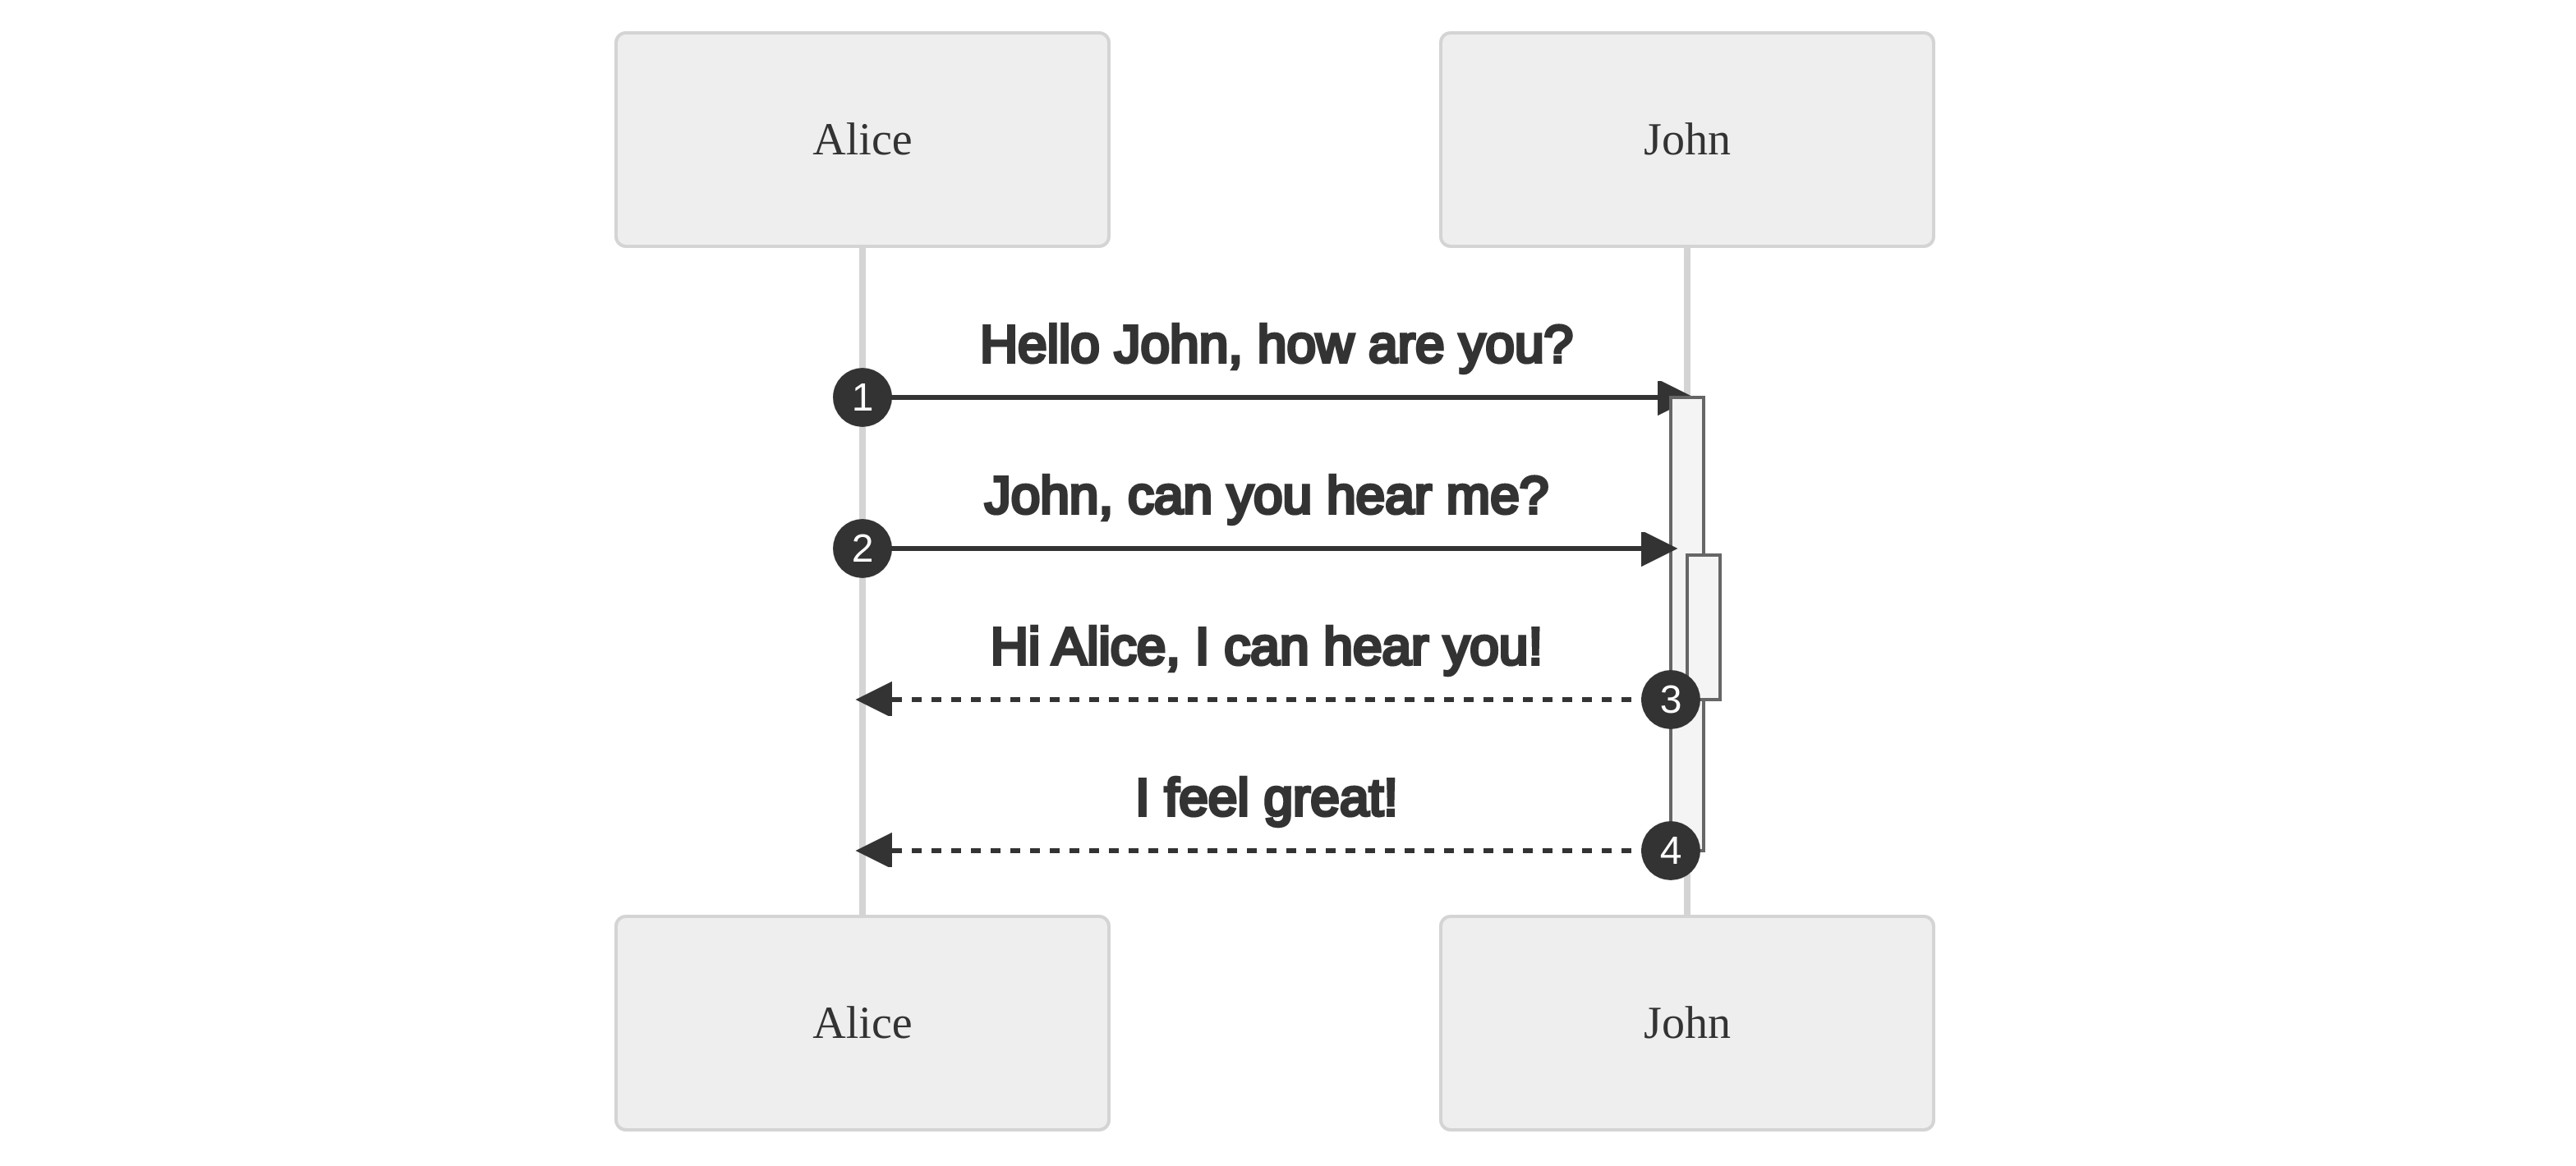 Alice
John
Hello John, how are you?
1
John, can you hear me?
2
Hi Alice, I can hear you!
3
I feel great!
4
Alice
John